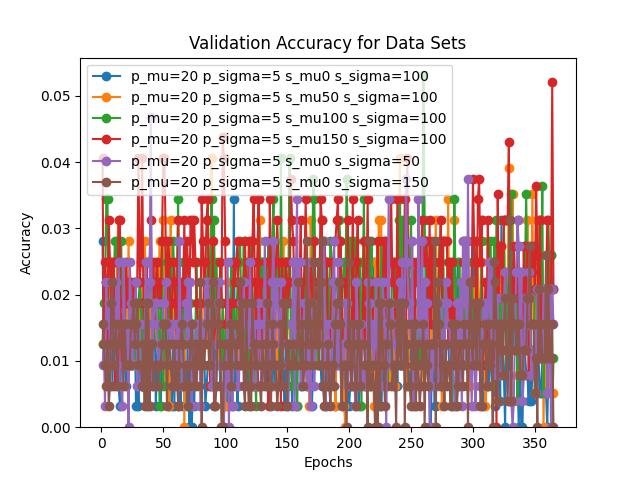 Validation Accuracy for Data Sets
p_mu=20 p_sigma=5 s_mu0 s_sigma=100
p_mu=20 p_sigma=5 s_mu50 s_sigma=100
p_mu=20 p_sigma=5 s_mu100 s_sigma=100
p_mu=20 p_sigma=5 s_mu150 s_sigma=100
p_mu=20 p_sigma=5 s_mu0 s_sigma=50
p_mu=20 p_sigma=5 s_mu0 s_sigma=150
0.05
0.04
0.03
0.02
0.01
0.00
Accuracy
0 50 100 150 200 250 300 350
Epochs